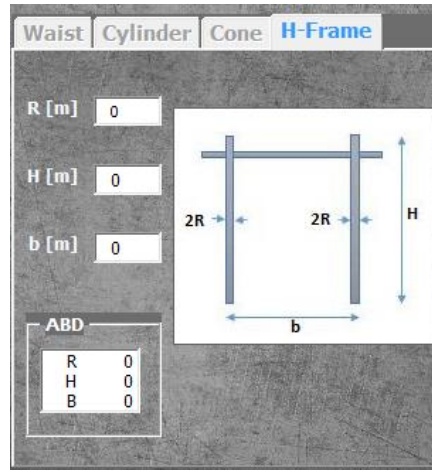 Waist Cylinder Cone H-Frame
R [m] 0
H [m] 0
b [m] 0
2R 2R H
b
ABD
R 0
H 0
B 0